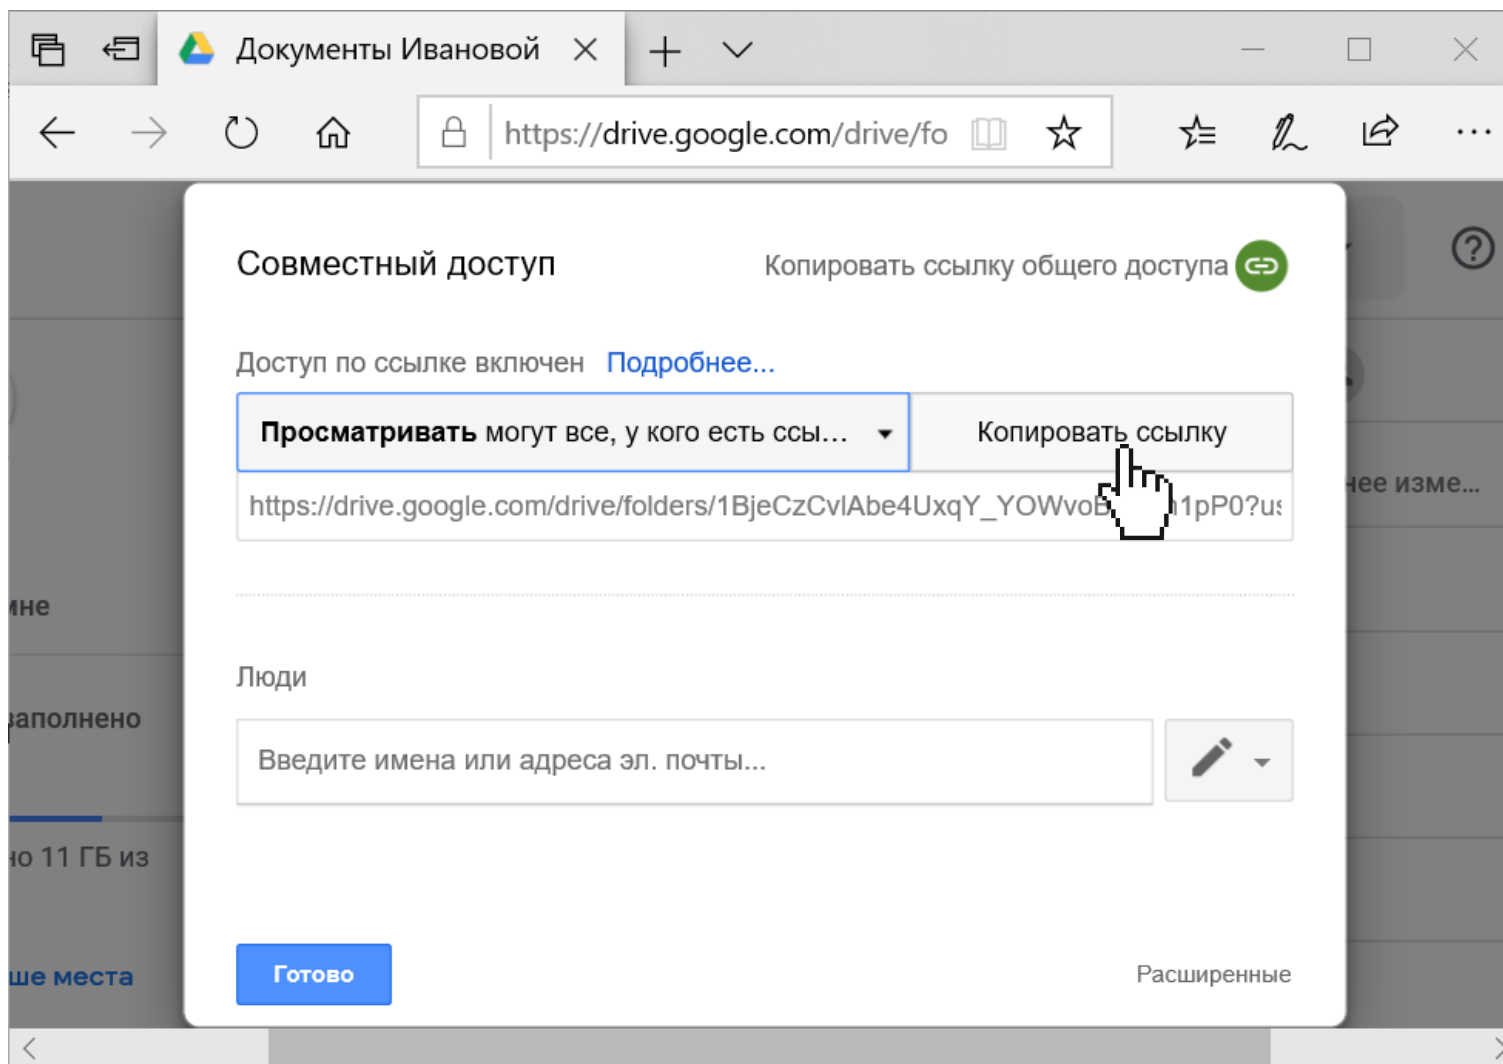 Документы Ивановой
https://drive.google.com/drive/fo
Совместный доступ
Копировать ссылку общего доступа
Доступ по ссылке включен Подробнее...
Просматривать могут все, у кого есть ссы...
Копировать ссылку
нее изме...
https://drive.google.com/drive/folders/1BjeCzCvlAbe4UxqY_YOWvoB 1pP0?us
мне
Люди
заполнено
Введите имена или адреса эл. почты...
но 11 ГБ из
ше места
Готово
Расширенные